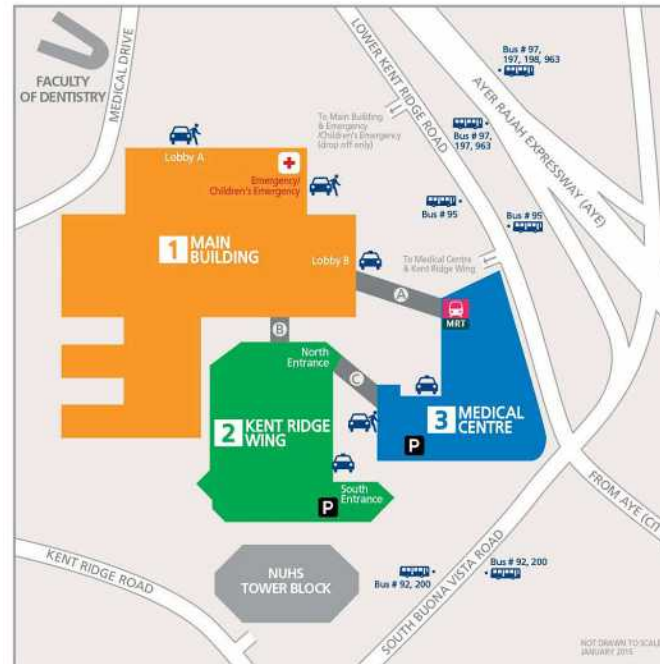 FACULTY
OF DENTISTRY
MEDICAL DRIVE
LOWER KENT RIDGE ROAD
Bus # 97,
197, 198, 963
AYER RAJAH EXPRESSWAY (AYE)
To Main Building
& Emergency
/Children's Emergency
(drop off only)
Bus # 97,
197, 963
Lobby A
Emergency/
Children's Emergency
Bus # 95
Bus # 95
1 MAIN
BUILDING
Lobby B
To Medical Centre
& Kent Ridge Wing
A
MRT
B
North
Entrance
C
2 KENT RIDGE
WING
3 MEDICAL
CENTRE
P
P
South
Entrance
FROM AYE
KENT RIDGE ROAD
NUHS
TOWER BLOCK
SOUTH BUONA VISTA ROAD
Bus # 92, 200
Bus # 92, 200
NOT DRAWN TO SCALE
JANUARY 2015